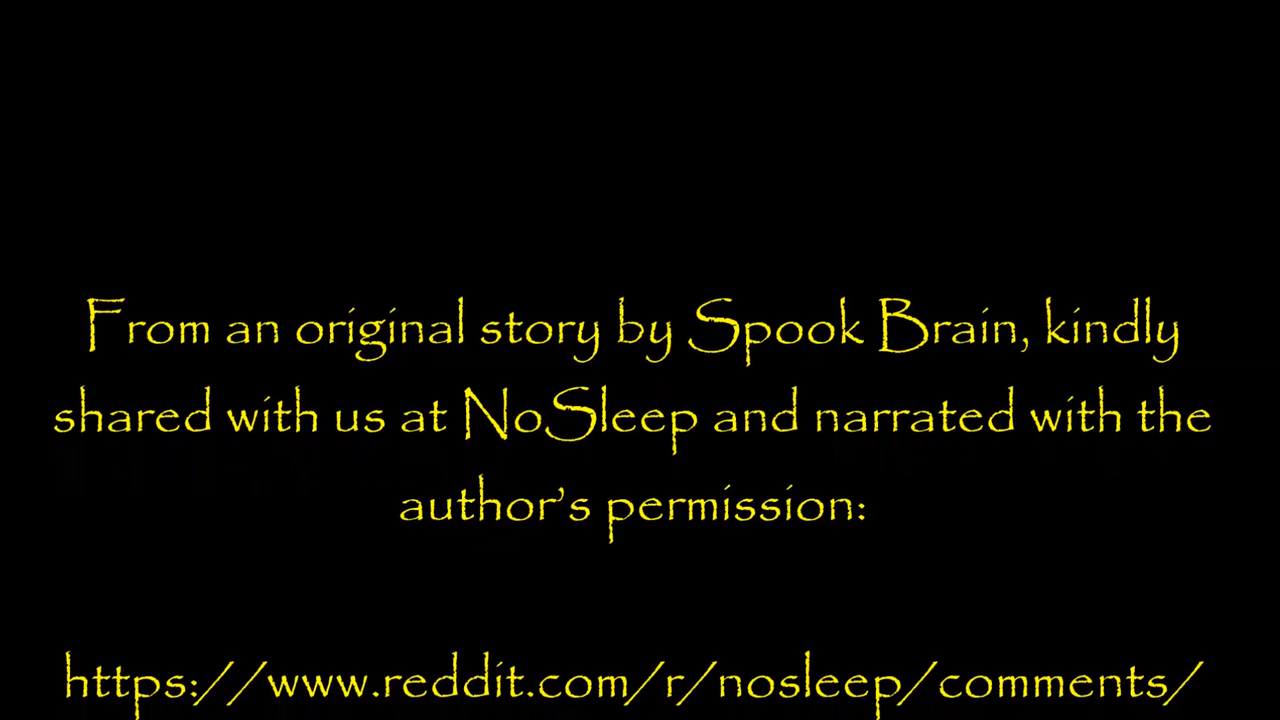 From an original story by Spook Brain, kindly
shared with us at NoSleep and narrated with the
author’s permission:
https://www.reddit.com/r/nosleep/comments/